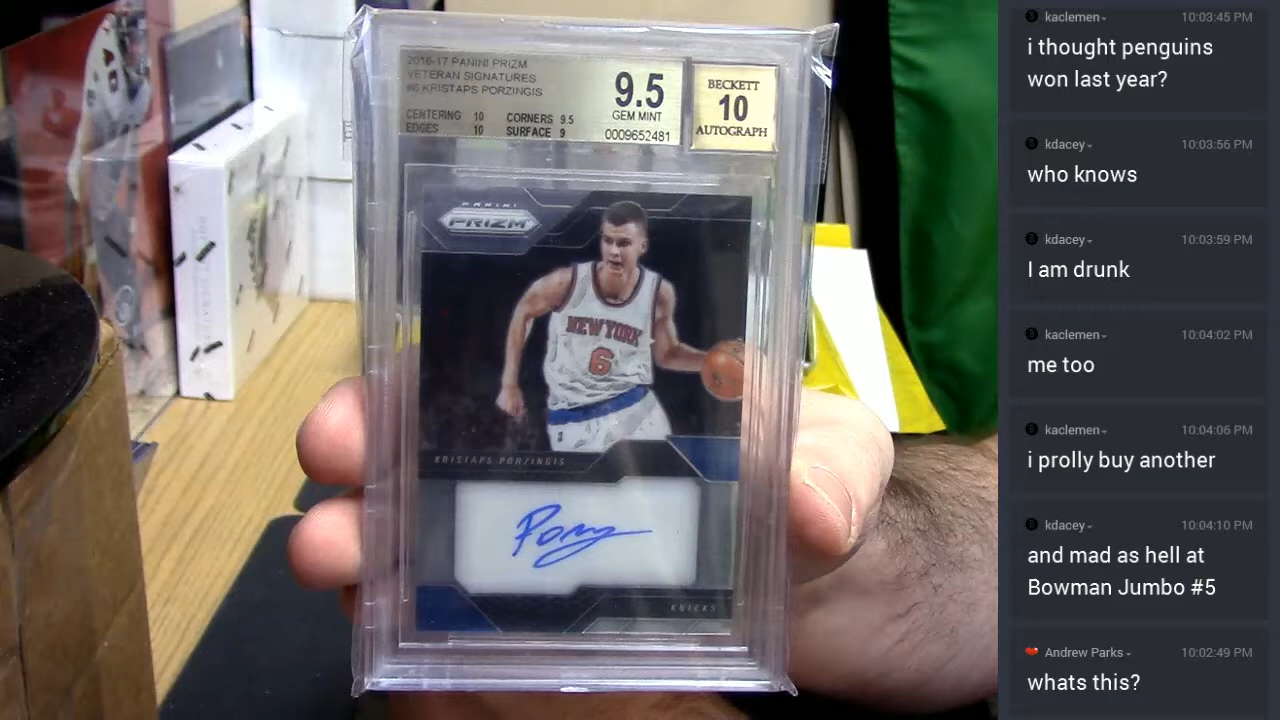 2016-17 PANINI PRIZM
VETERAN SIGNATURES
#6 KRISTAPS PORZINGIS
CENTERING 10 CORNERS 9.5
EDGES 10 SURFACE 9
9.5
GEM MINT
0009652481
BECKETT
10
AUTOGRAPH
PANINI
PRIZM
NEW YORK
6
KRISTAPS PORZINGIS
KNICKS
kaclemen 10:03:45 PM
i thought penguins
won last year?
kdacey 10:03:56 PM
who knows
kdacey 10:03:59 PM
I am drunk
kaclemen 10:04:02 PM
me too
kaclemen 10:04:06 PM
i prolly buy another
kdacey 10:04:10 PM
and mad as hell at
Bowman Jumbo #5
Andrew Parks 10:02:49 PM
whats this?